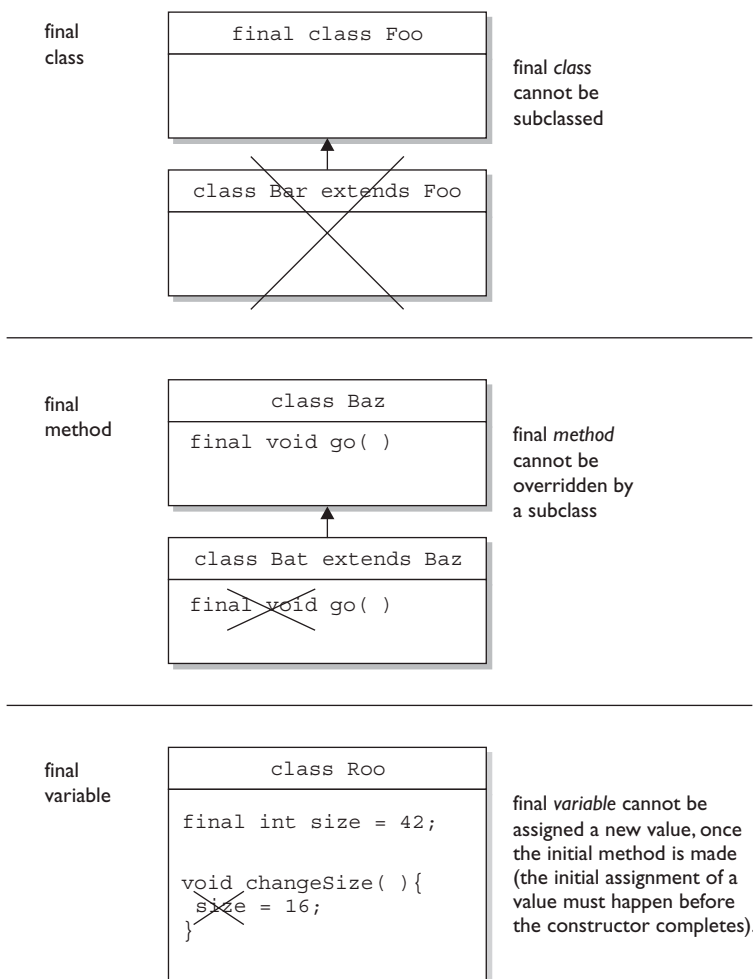 final
class
final class Foo
final class
cannot be
subclassed
class Bar extends Foo
final
method
class Baz
final void go( )
final method
cannot be
overridden by
a subclass
class Bat extends Baz
final void go( )
final
variable
class Roo
final int size = 42;
void changeSize( ){
size = 16;
}
final variable cannot be
assigned a new value, once
the initial method is made
(the initial assignment of a
value must happen before
the constructor completes).